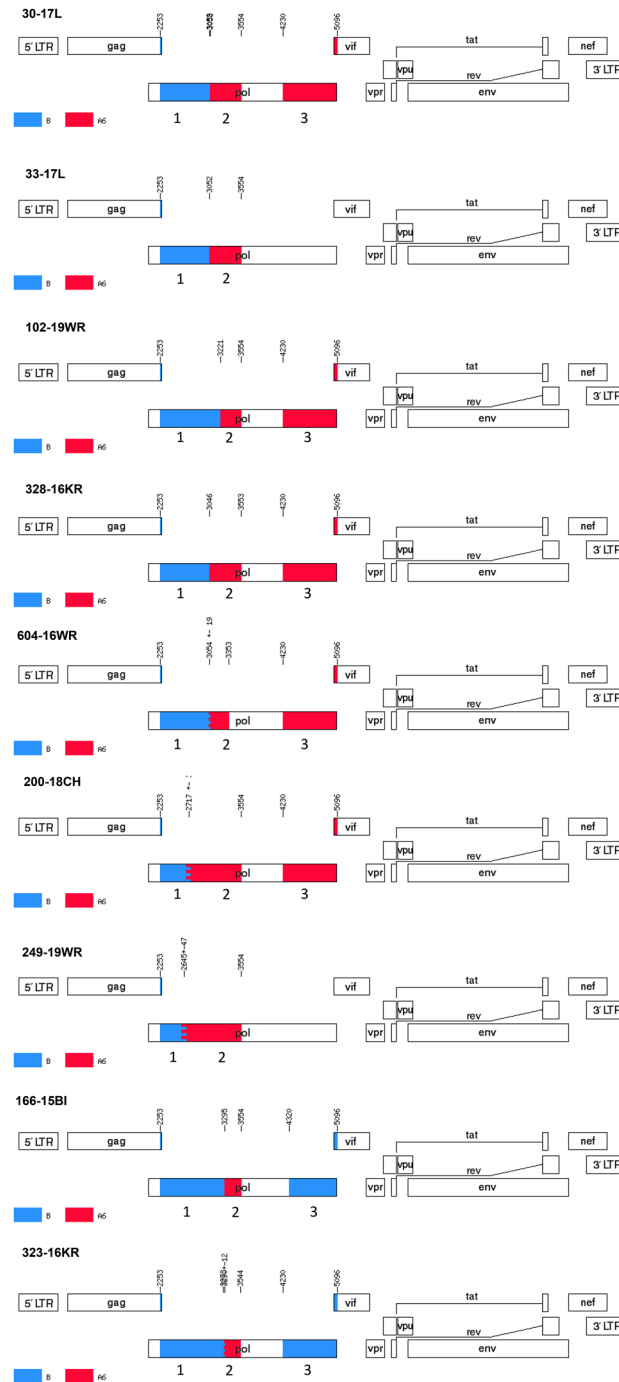 30-17L
2253
3554
4230
5096
5' LTR gag vif tat nef
vpu rev 3' LTR
pol vpr env
B A6 1 2 3
33-17L
2253
3052
3554
5' LTR gag vif tat nef
vpu rev 3' LTR
pol vpr env
B A6 1 2
102-19WR
2253
3221
3554
4230
5096
5' LTR gag vif tat nef
vpu rev 3' LTR
pol vpr env
1 2 3
B A6
328-16KR
2253
3046
3553
4230
5096
5' LTR gag vif tat nef
vpu rev 3' LTR
pol vpr env
1 2 3
B A6
604-16WR
2253
3054 +- 19
3353
4230
5096
5' LTR gag vif tat nef
vpu rev 3' LTR
pol vpr env
1 2 3
B A6
200-18CH
2253
2717 +-
3554
4230
5096
5' LTR gag vif tat nef
vpu rev 3' LTR
pol vpr env
1 2 3
B A6
249-19WR
2253
2645+-47
3554
5' LTR gag vif tat nef
vpu rev 3' LTR
pol vpr env
1 2
B A6
166-15BI
2253
3295
3554
4320
5096
5' LTR gag vif tat nef
vpu rev 3' LTR
pol vpr env
1 2 3
B A6
323-16KR
2253
+-12
3544
4230
5096
5' LTR gag vif tat nef
vpu rev 3' LTR
pol vpr env
1 2 3
B A6